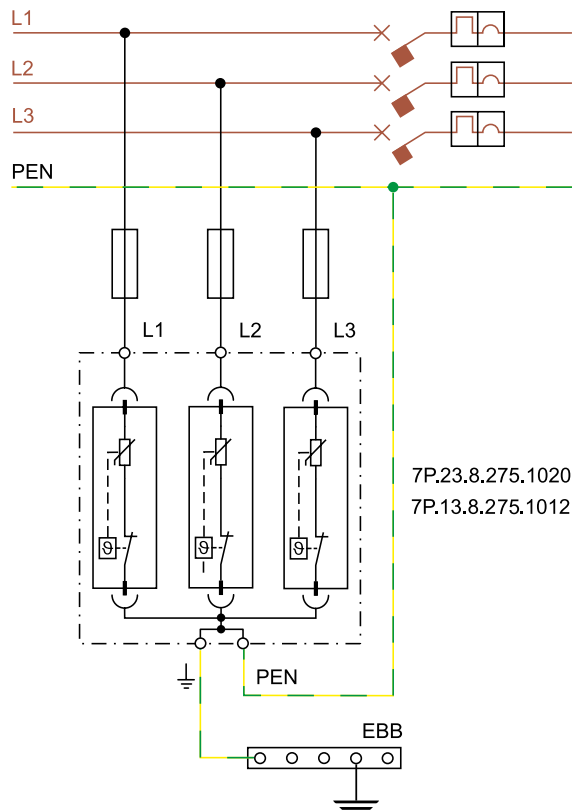 L1
L2
L3
PEN
L1
L2
L3
7P.23.8.275.1020
7P.13.8.275.1012
ϑ
ϑ
ϑ
PEN
EBB